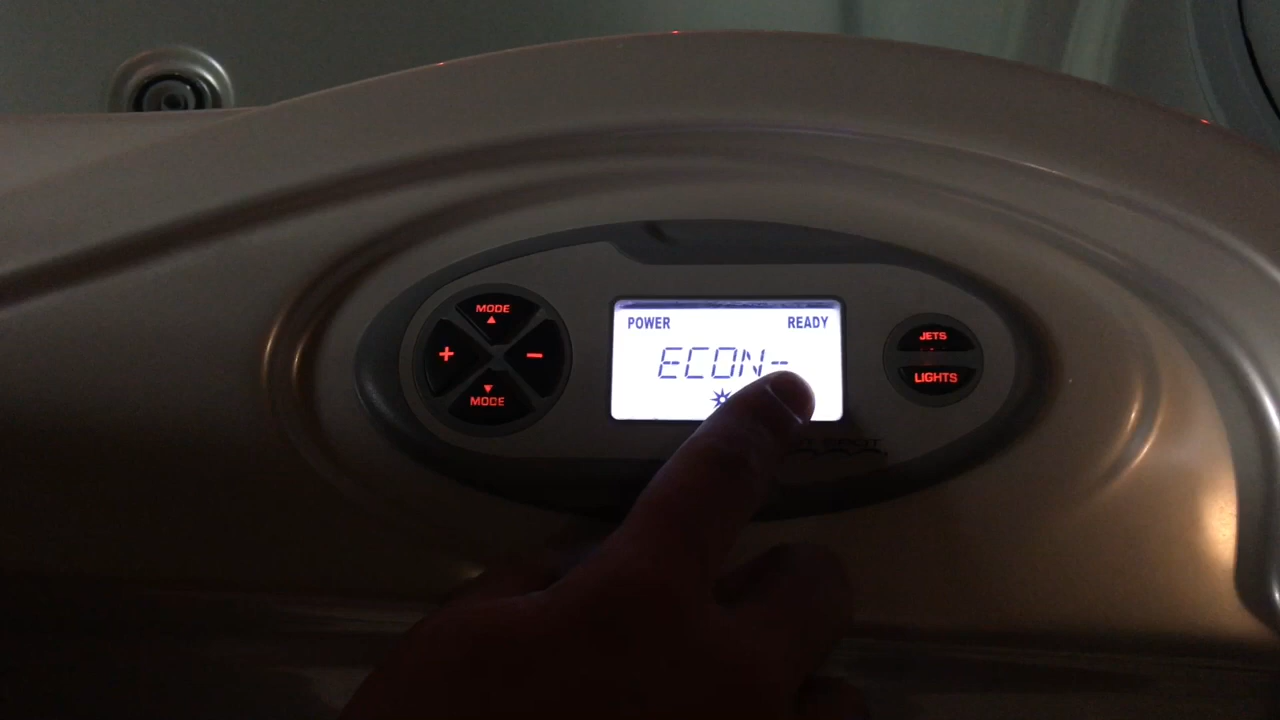 MODE
+
-
MODE
POWER READY
ECON-
JETS
LIGHTS